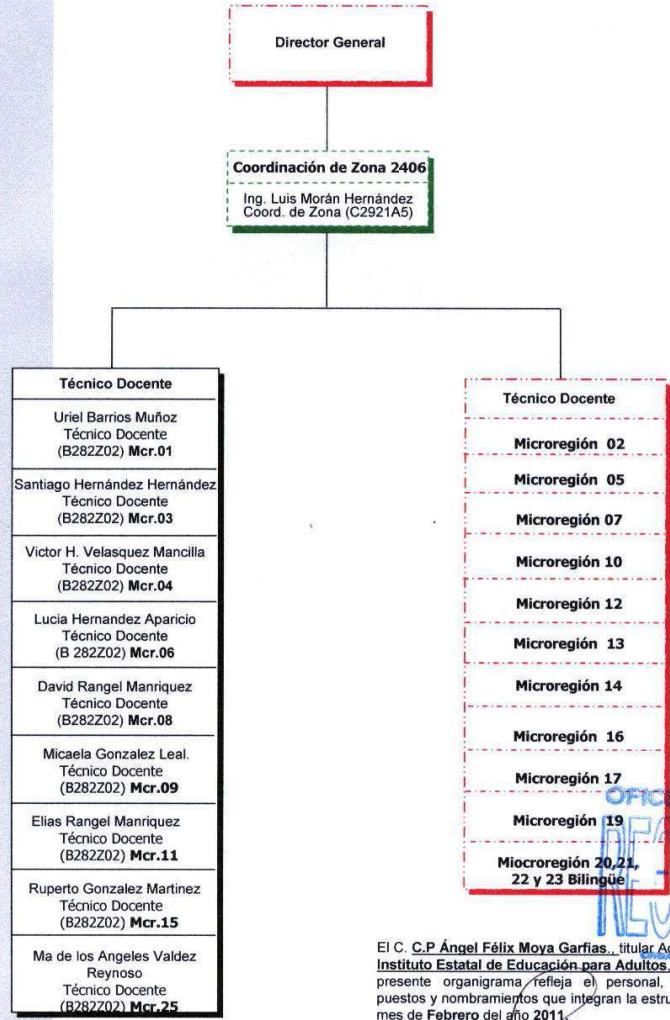 Director General
Coordinación de Zona 2406
Ing. Luis Morán Hernández
Coord. de Zona (C2921A5)
Técnico Docente
Uriel Barrios Muñoz
Técnico Docente
(B282Z02) Mcr.01
Santiago Hernández Hernández
Técnico Docente
(B282Z02) Mcr.03
Victor H. Velasquez Mancilla
Técnico Docente
(B282Z02) Mcr.04
Lucia Hernandez Aparicio
Técnico Docente
(B 282Z02) Mcr.06
David Rangel Manriquez
Técnico Docente
(B282Z02) Mcr.08
Micaela Gonzalez Leal.
Técnico Docente
(B282Z02) Mcr.09
Elias Rangel Manriquez
Técnico Docente
(B282Z02) Mcr.11
Ruperto Gonzalez Martinez
Técnico Docente
(B282Z02) Mcr.15
Ma de los Angeles Valdez
Reynoso
Técnico Docente
(B282Z02) Mcr.25
Técnico Docente
Microregión 02
Microregión 05
Microregión 07
Microregión 10
Microregión 12
Microregión 13
Microregión 14
Microregión 16
Microregión 17
Microregión 19
Miocroregión 20,21,
22 y 23 Bilingüe
El C. C.P Ángel Félix Moya Garfias., titular
Instituto Estatal de Educación para Adultos,
presente organigrama refleja el personal,
puestos y nombramientos que integran la
mes de Febrero del año 2011.